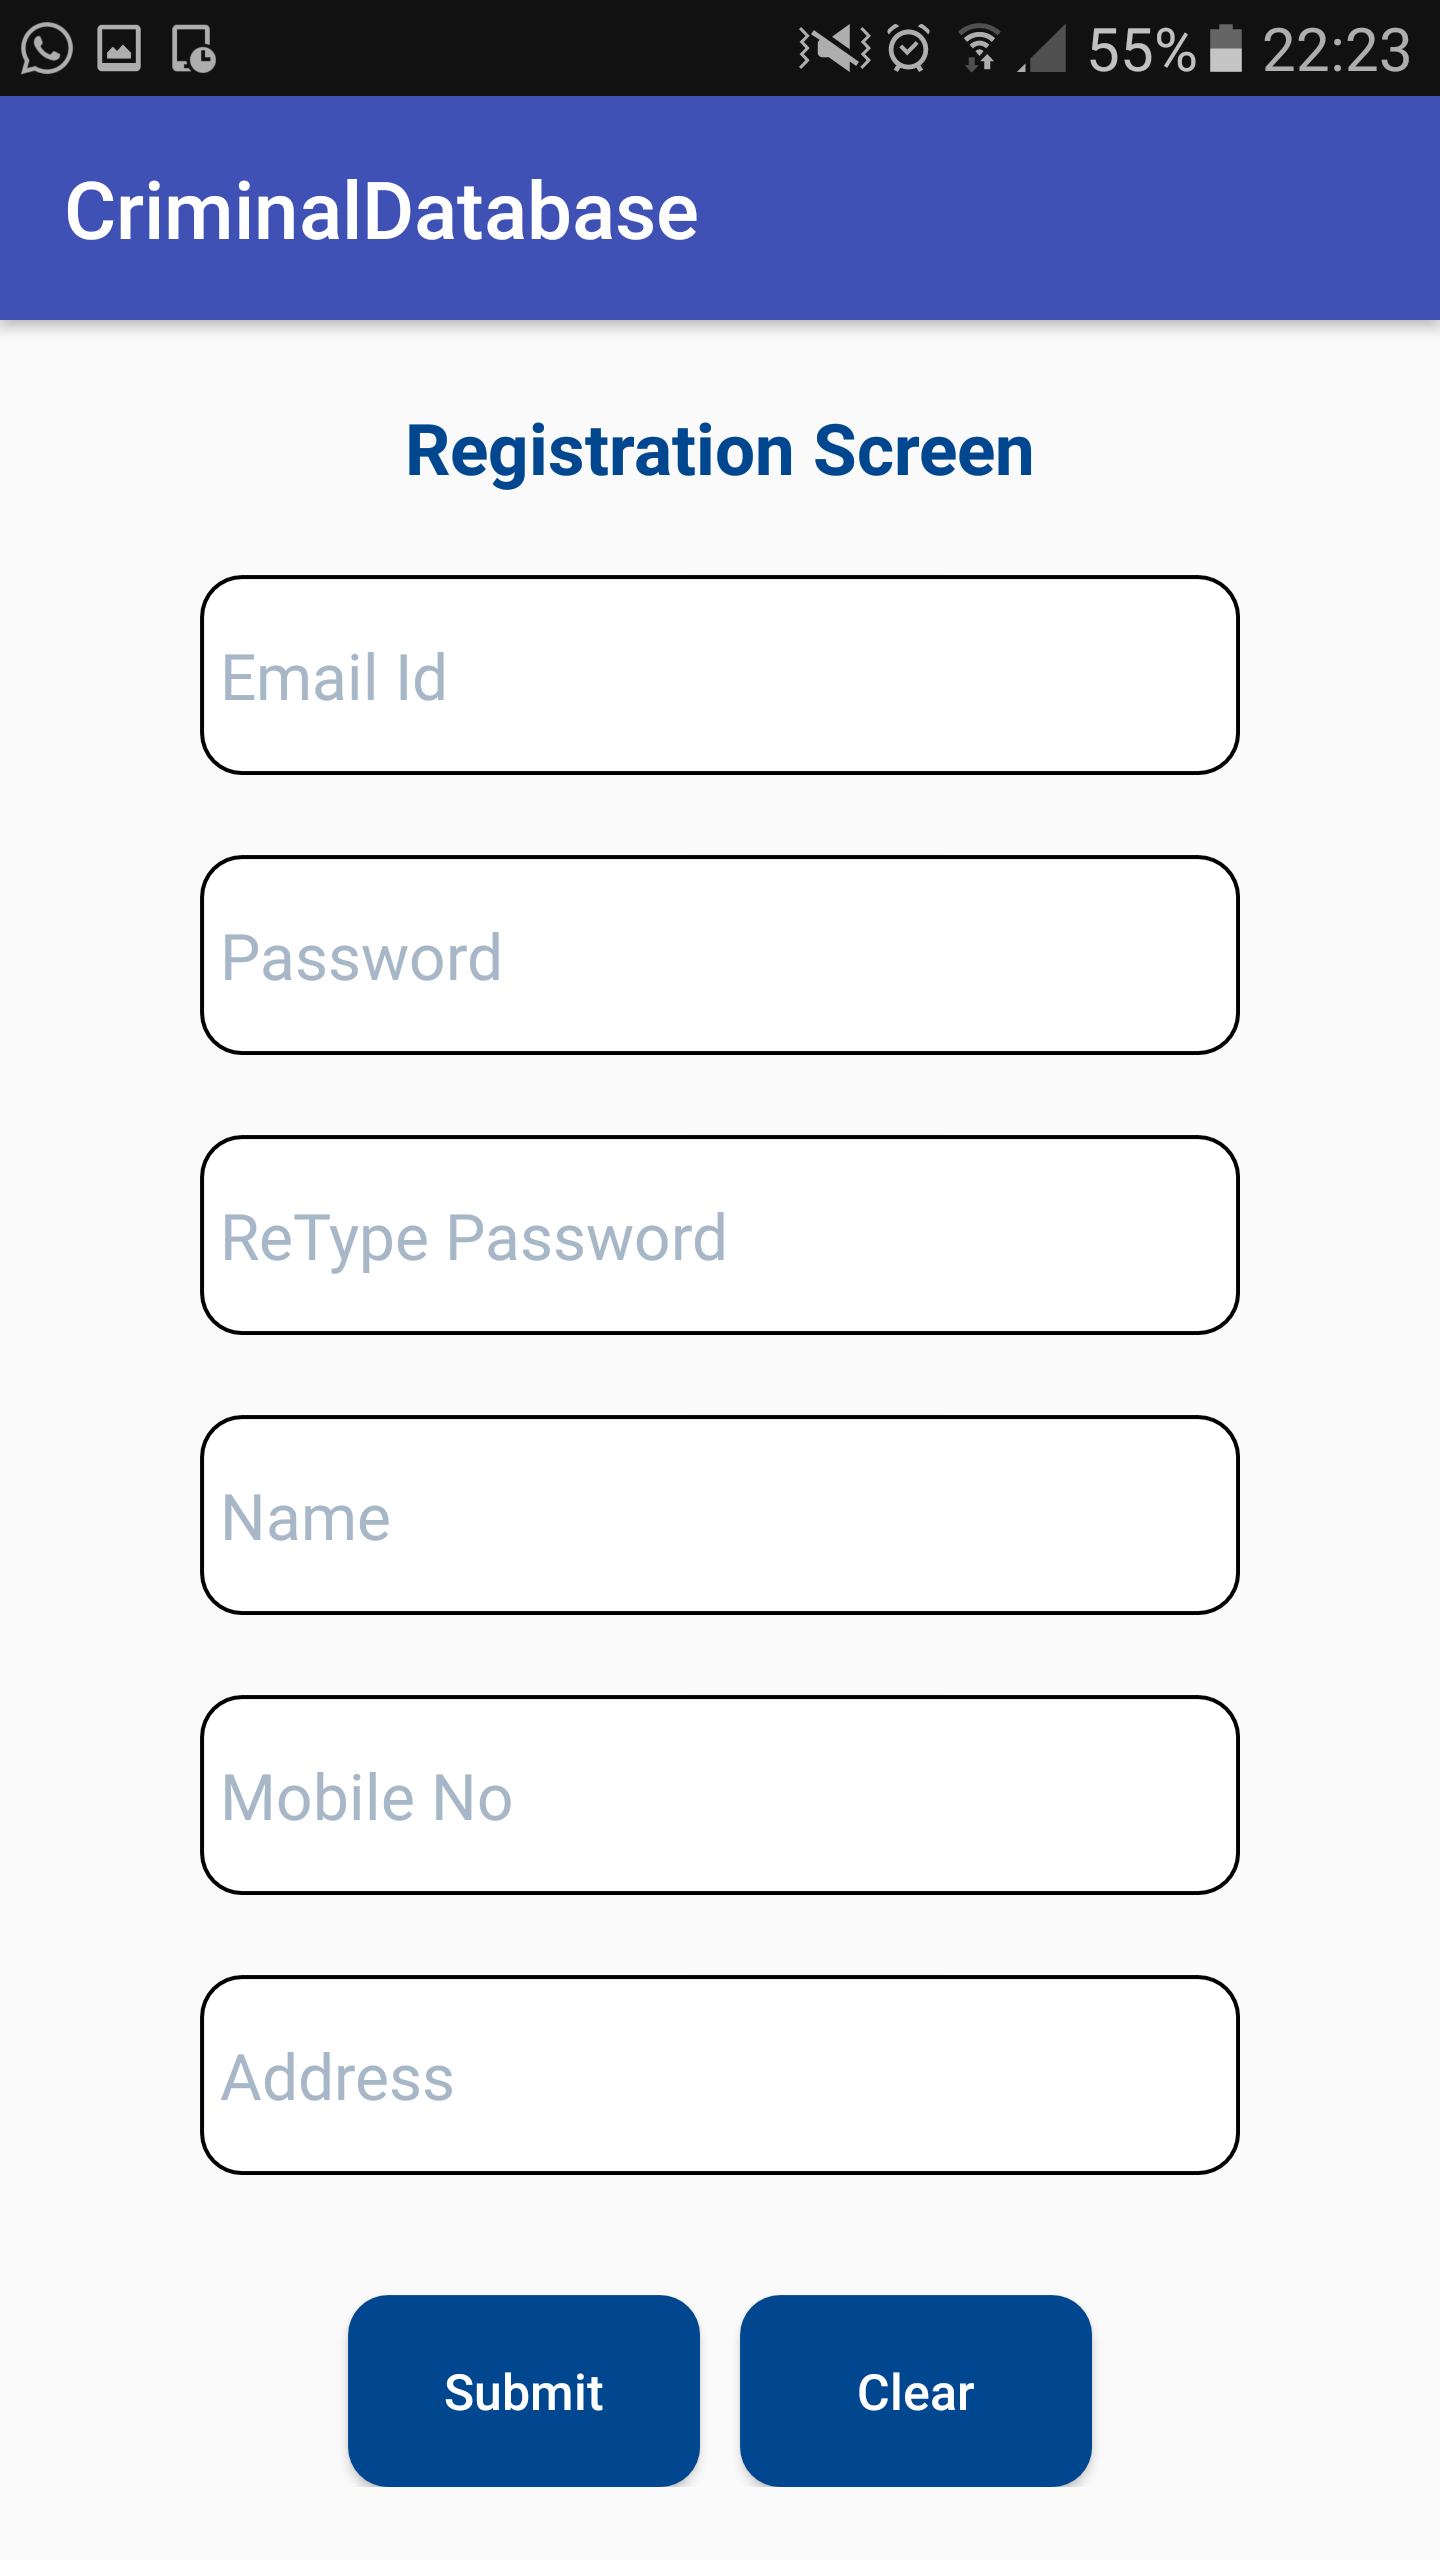 55% 22:23
CriminalDatabase
Registration Screen
Email Id
Password
ReType Password
Name
Mobile No
Address
Submit Clear